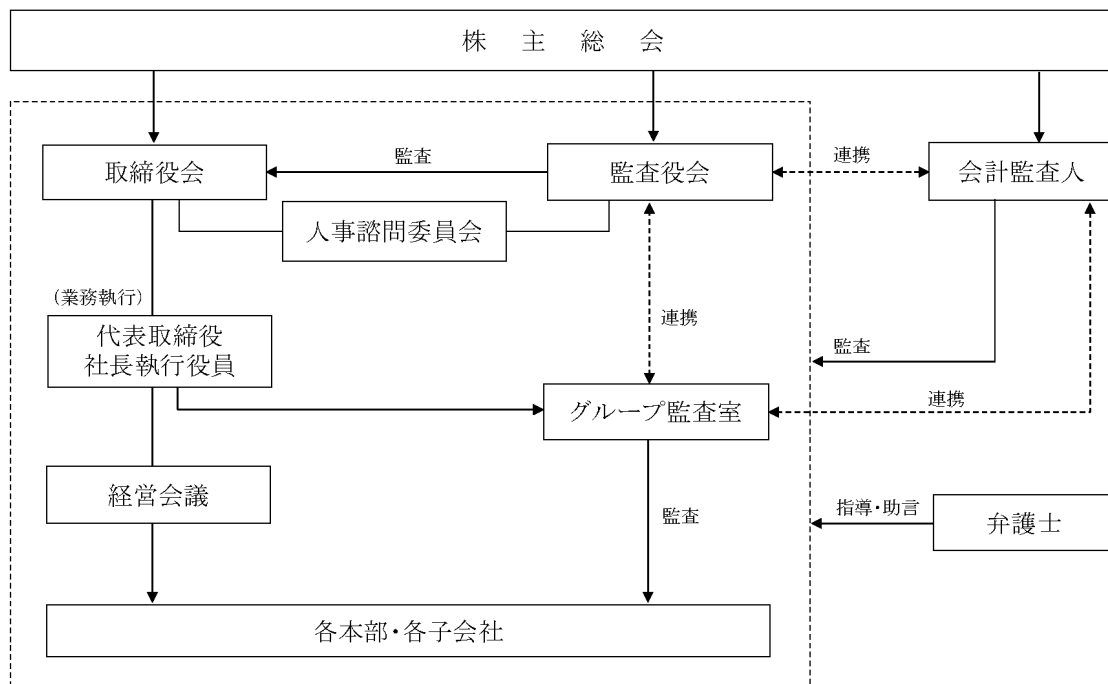 株 主 総 会
取締役会
監査
監査役会
連携
会計監査人
人事諮問委員会
(業務執行)
代表取締役
社長執行役員
連携
監査
グループ監査室
連携
経営会議
監査
指導・助言
弁護士
各本部・各子会社